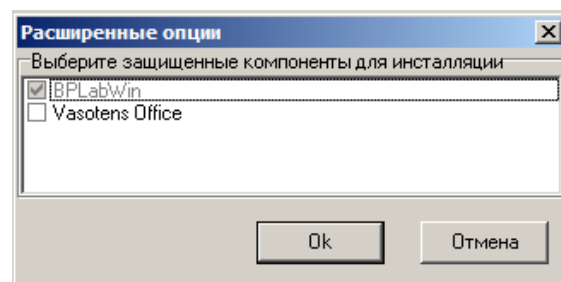 Расширенные опции
Выберите защищенные компоненты для инсталляции
BPLabWin
Vasotens Office
Ok Отмена